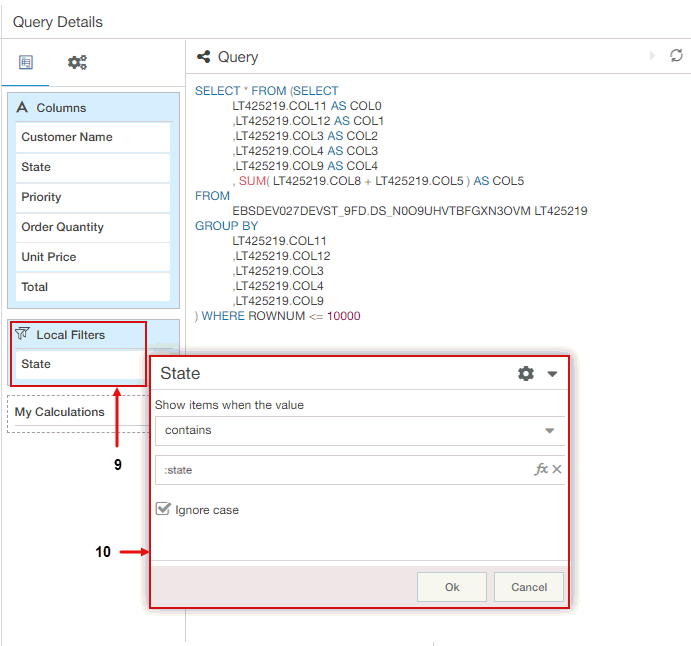 Query Details
Columns
Customer Name
State
Priority
Order Quantity
Unit Price
Total
Local Filters
State
My Calculations
9
Query
SELECT * FROM (SELECT
LT425219.COL11 AS COL0
,LT425219.COL12 AS COL1
,LT425219.COL3 AS COL2
,LT425219.COL4 AS COL3
,LT425219.COL9 AS COL4
, SUM( LT425219.COL8 + LT425219.COL5 ) AS COL5
FROM
EBSDEV027DEVST_9FD.DS_N0O9UHVTBFGXN3OVM LT425219
GROUP BY
LT425219.COL11
,LT425219.COL12
,LT425219.COL3
,LT425219.COL4
,LT425219.COL9
) WHERE ROWNUM <= 10000
State
Show items when the value
contains
:state
fx
Ignore case
10
Ok
Cancel